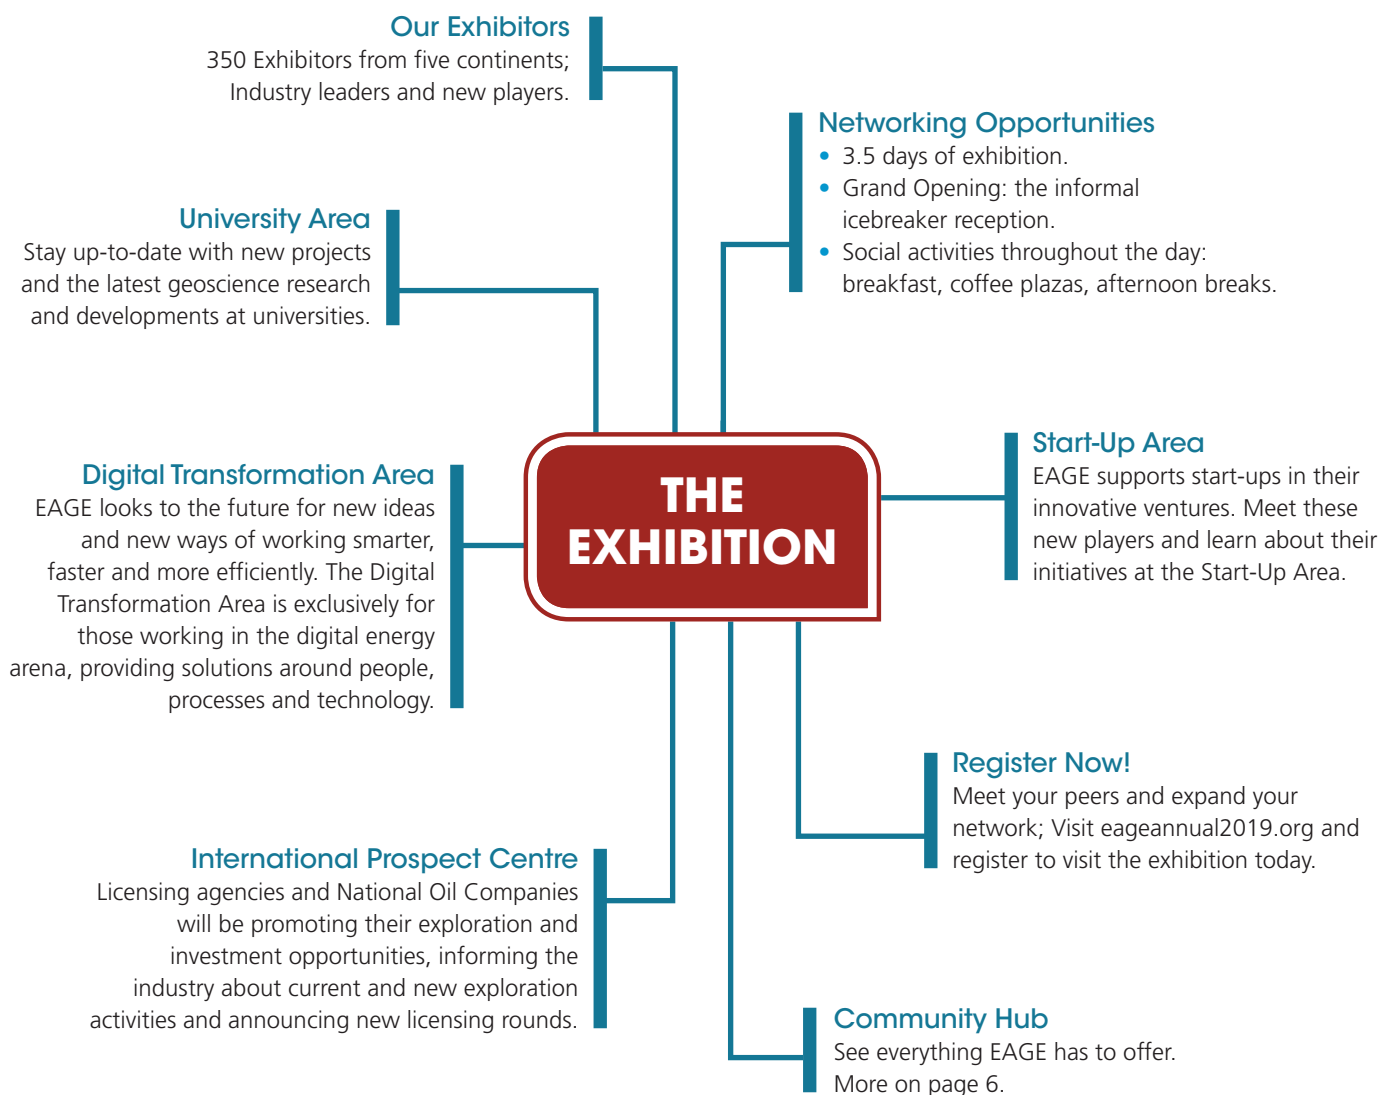 Our Exhibitors
350 Exhibitors from five continents;
Industry leaders and new players.
Networking Opportunities
• 3.5 days of exhibition.
• Grand Opening: the informal
icebreaker reception.
• Social activities throughout the day:
breakfast, coffee plazas, afternoon breaks.
University Area
Stay up-to-date with new projects
and the latest geoscience research
and developments at universities.
THE
EXHIBITION
Start-Up Area
EAGE supports start-ups in their
innovative ventures. Meet these
new players and learn about their
initiatives at the Start-Up Area.
Digital Transformation Area
EAGE looks to the future for new ideas
and new ways of working smarter,
faster and more efficiently. The Digital
Transformation Area is exclusively for
those working in the digital energy
arena, providing solutions around people,
processes and technology.
Register Now!
Meet your peers and expand your
network; Visit eageannual2019.org and
register to visit the exhibition today.
International Prospect Centre
Licensing agencies and National Oil Companies
will be promoting their exploration and
investment opportunities, informing the
industry about current and new exploration
activities and announcing new licensing rounds.
Community Hub
See everything EAGE has to offer.
More on page 6.